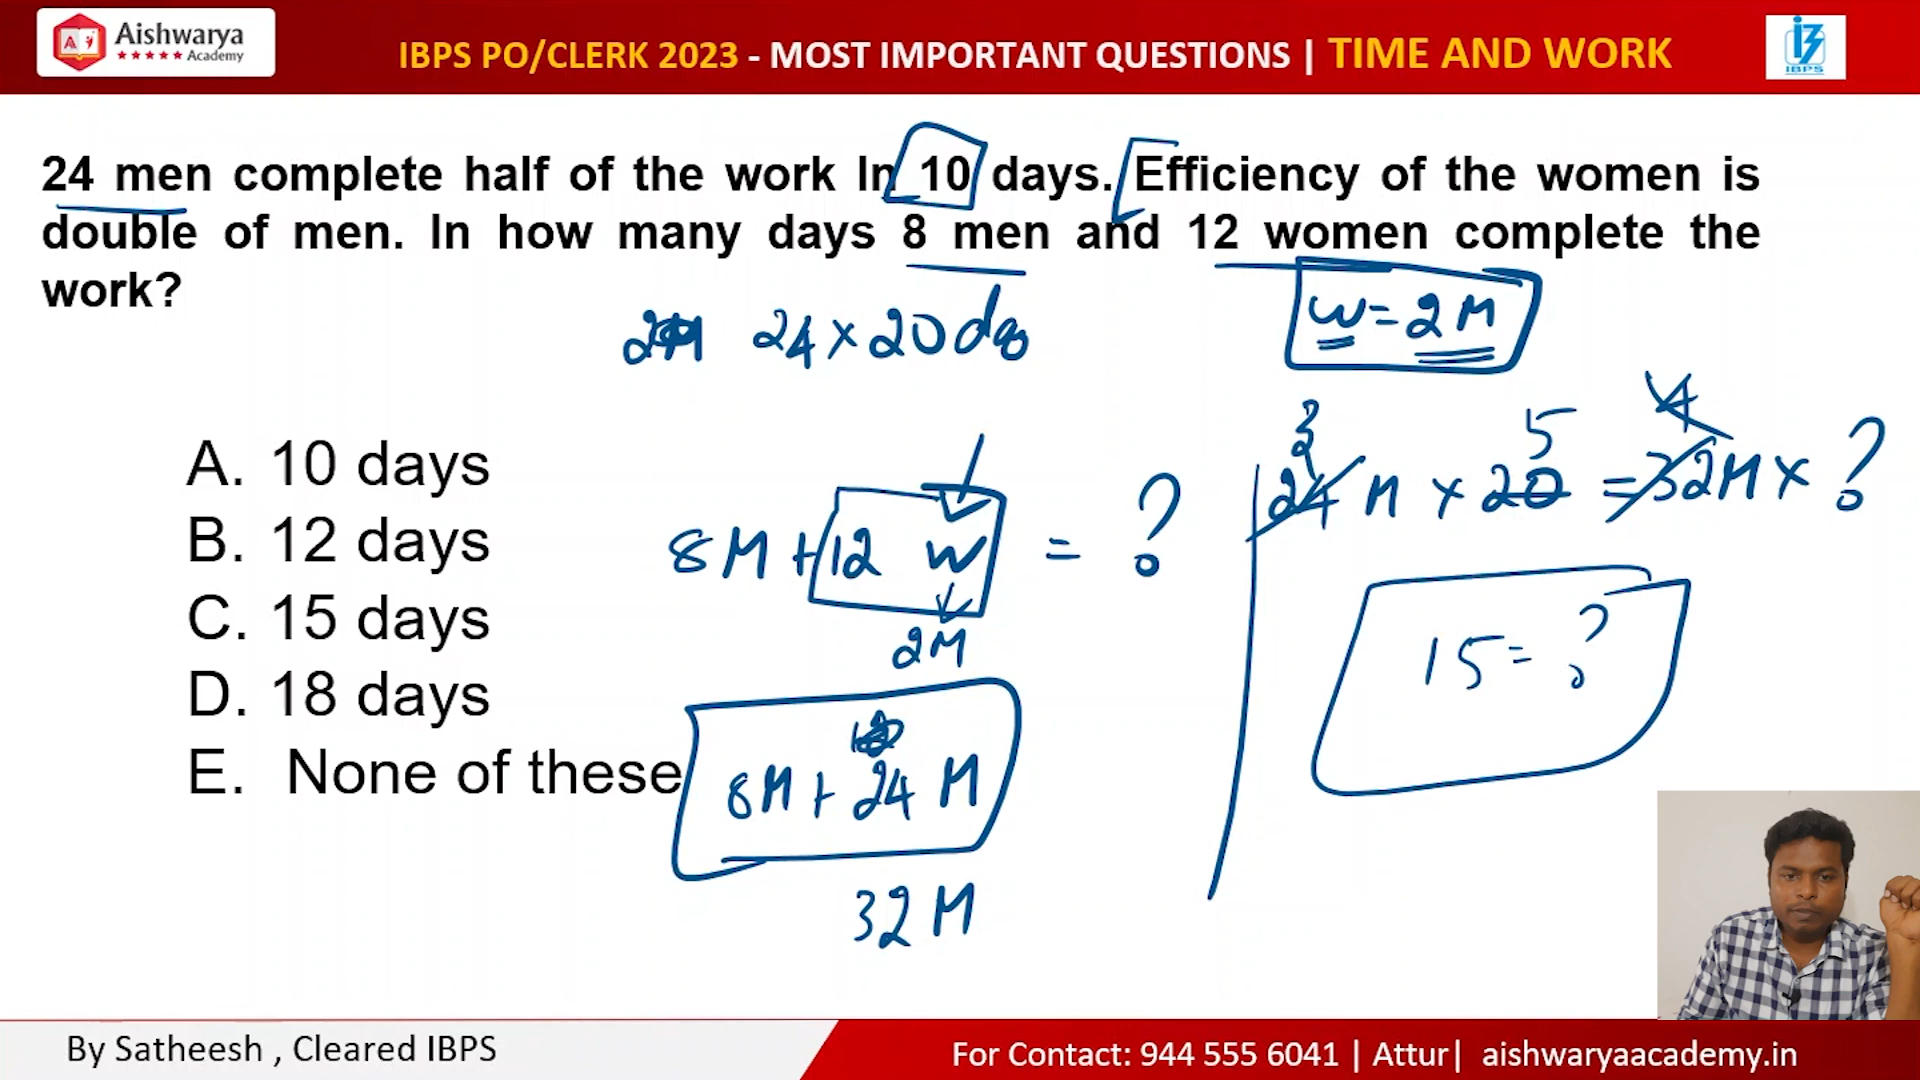 Aishwarya
Academy
IBPS PO/CLERK 2023 - MOST IMPORTANT QUESTIONS | TIME AND WORK
IBPS
24 men complete half of the work In 10 days. Efficiency of the women is
double of men. In how many days 8 men and 12 women complete the
work?
24 × 20 da
W = 2M
A. 10 days
B. 12 days
C. 15 days
D. 18 days
E. None of these
8M + 12 W = ?
2M
8M + 24 M
32 M
3 5 4
24 M × 20 = 32M × ?
15 = ?
By Satheesh , Cleared IBPS
For Contact: 944 555 6041 | Attur| aishwaryaacademy.in